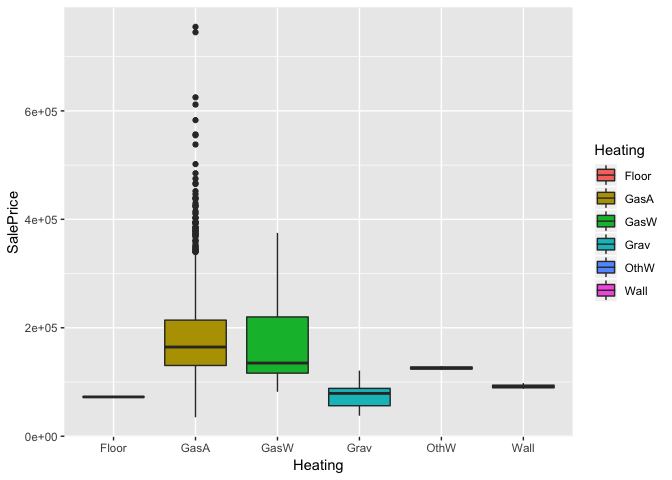 6e+05
4e+05
2e+05
0e+00
SalePrice
Floor GasA GasW Grav OthW Wall
Heating
Heating
Floor
GasA
GasW
Grav
OthW
Wall